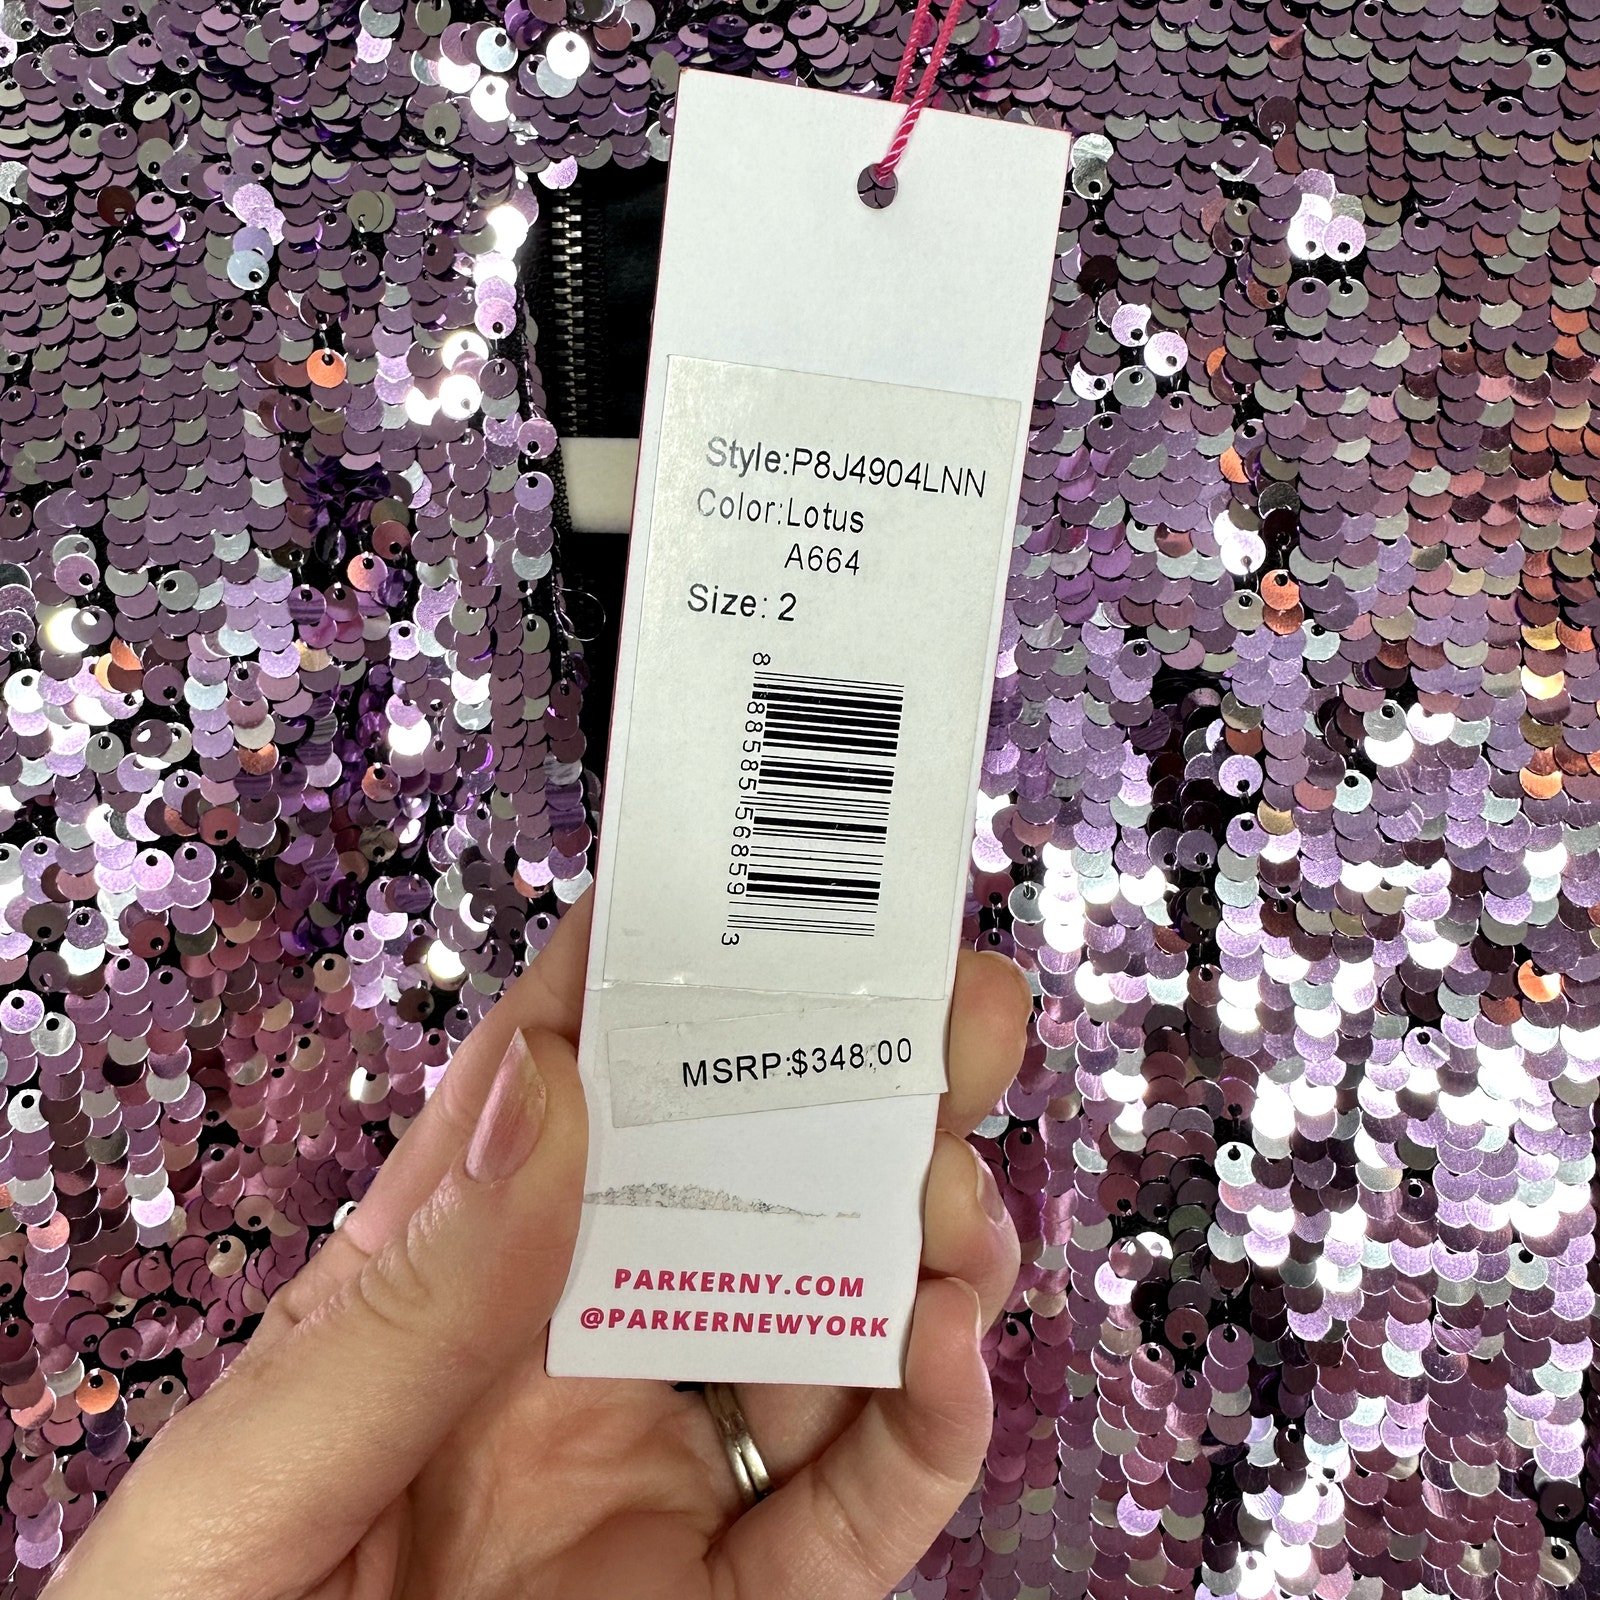 Style:P8J4904LNN
Color:Lotus
A664
Size: 2
8 88585 56859 3
MSRP:$348.00
PARKERNY.COM
@PARKERNEWYORK